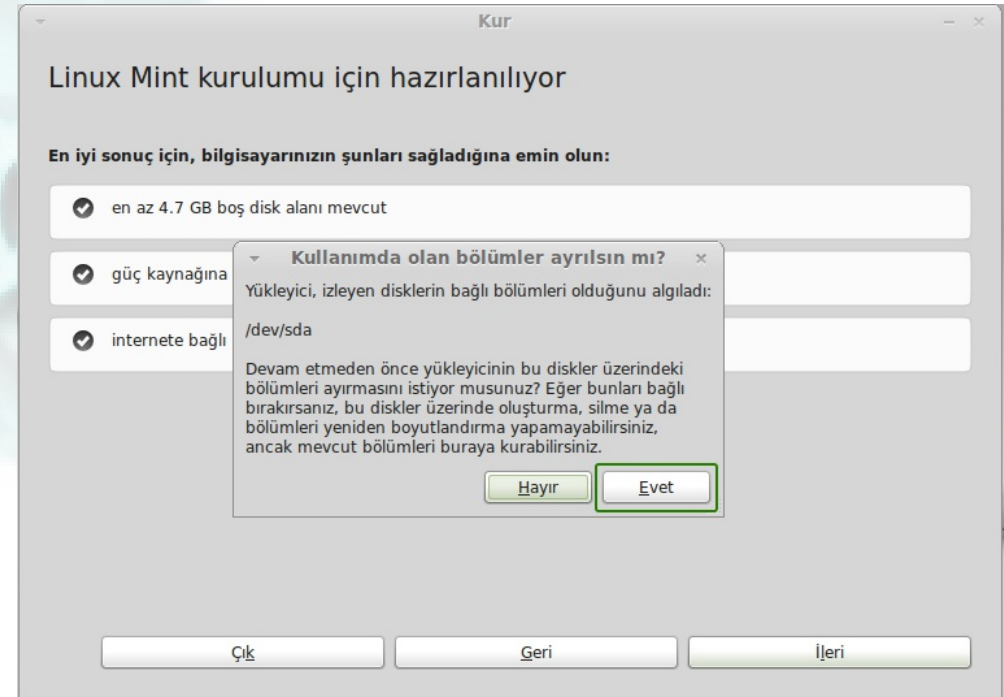 Kur
Linux Mint kurulumu için hazırlanılıyor
En iyi sonuç için, bilgisayarınızın şunları sağladığına emin olun:
en az 4.7 GB boş disk alanı mevcut
güç kaynağına
internete bağlı
Kullanımda olan bölümler ayrılsın mı?
Yükleyici, izleyen disklerin bağlı bölümleri olduğunu algıladı:
/dev/sda
Devam etmeden önce yükleyicinin bu diskler üzerindeki
bölümleri ayırmasını istiyor musunuz? Eğer bunları bağlı
bırakırsanız, bu diskler üzerinde oluşturma, silme ya da
bölümleri yeniden boyutlandırma yapamayabilirsiniz,
ancak mevcut bölümleri buraya kurabilirsiniz.
Hayır Evet
Çık Geri İleri